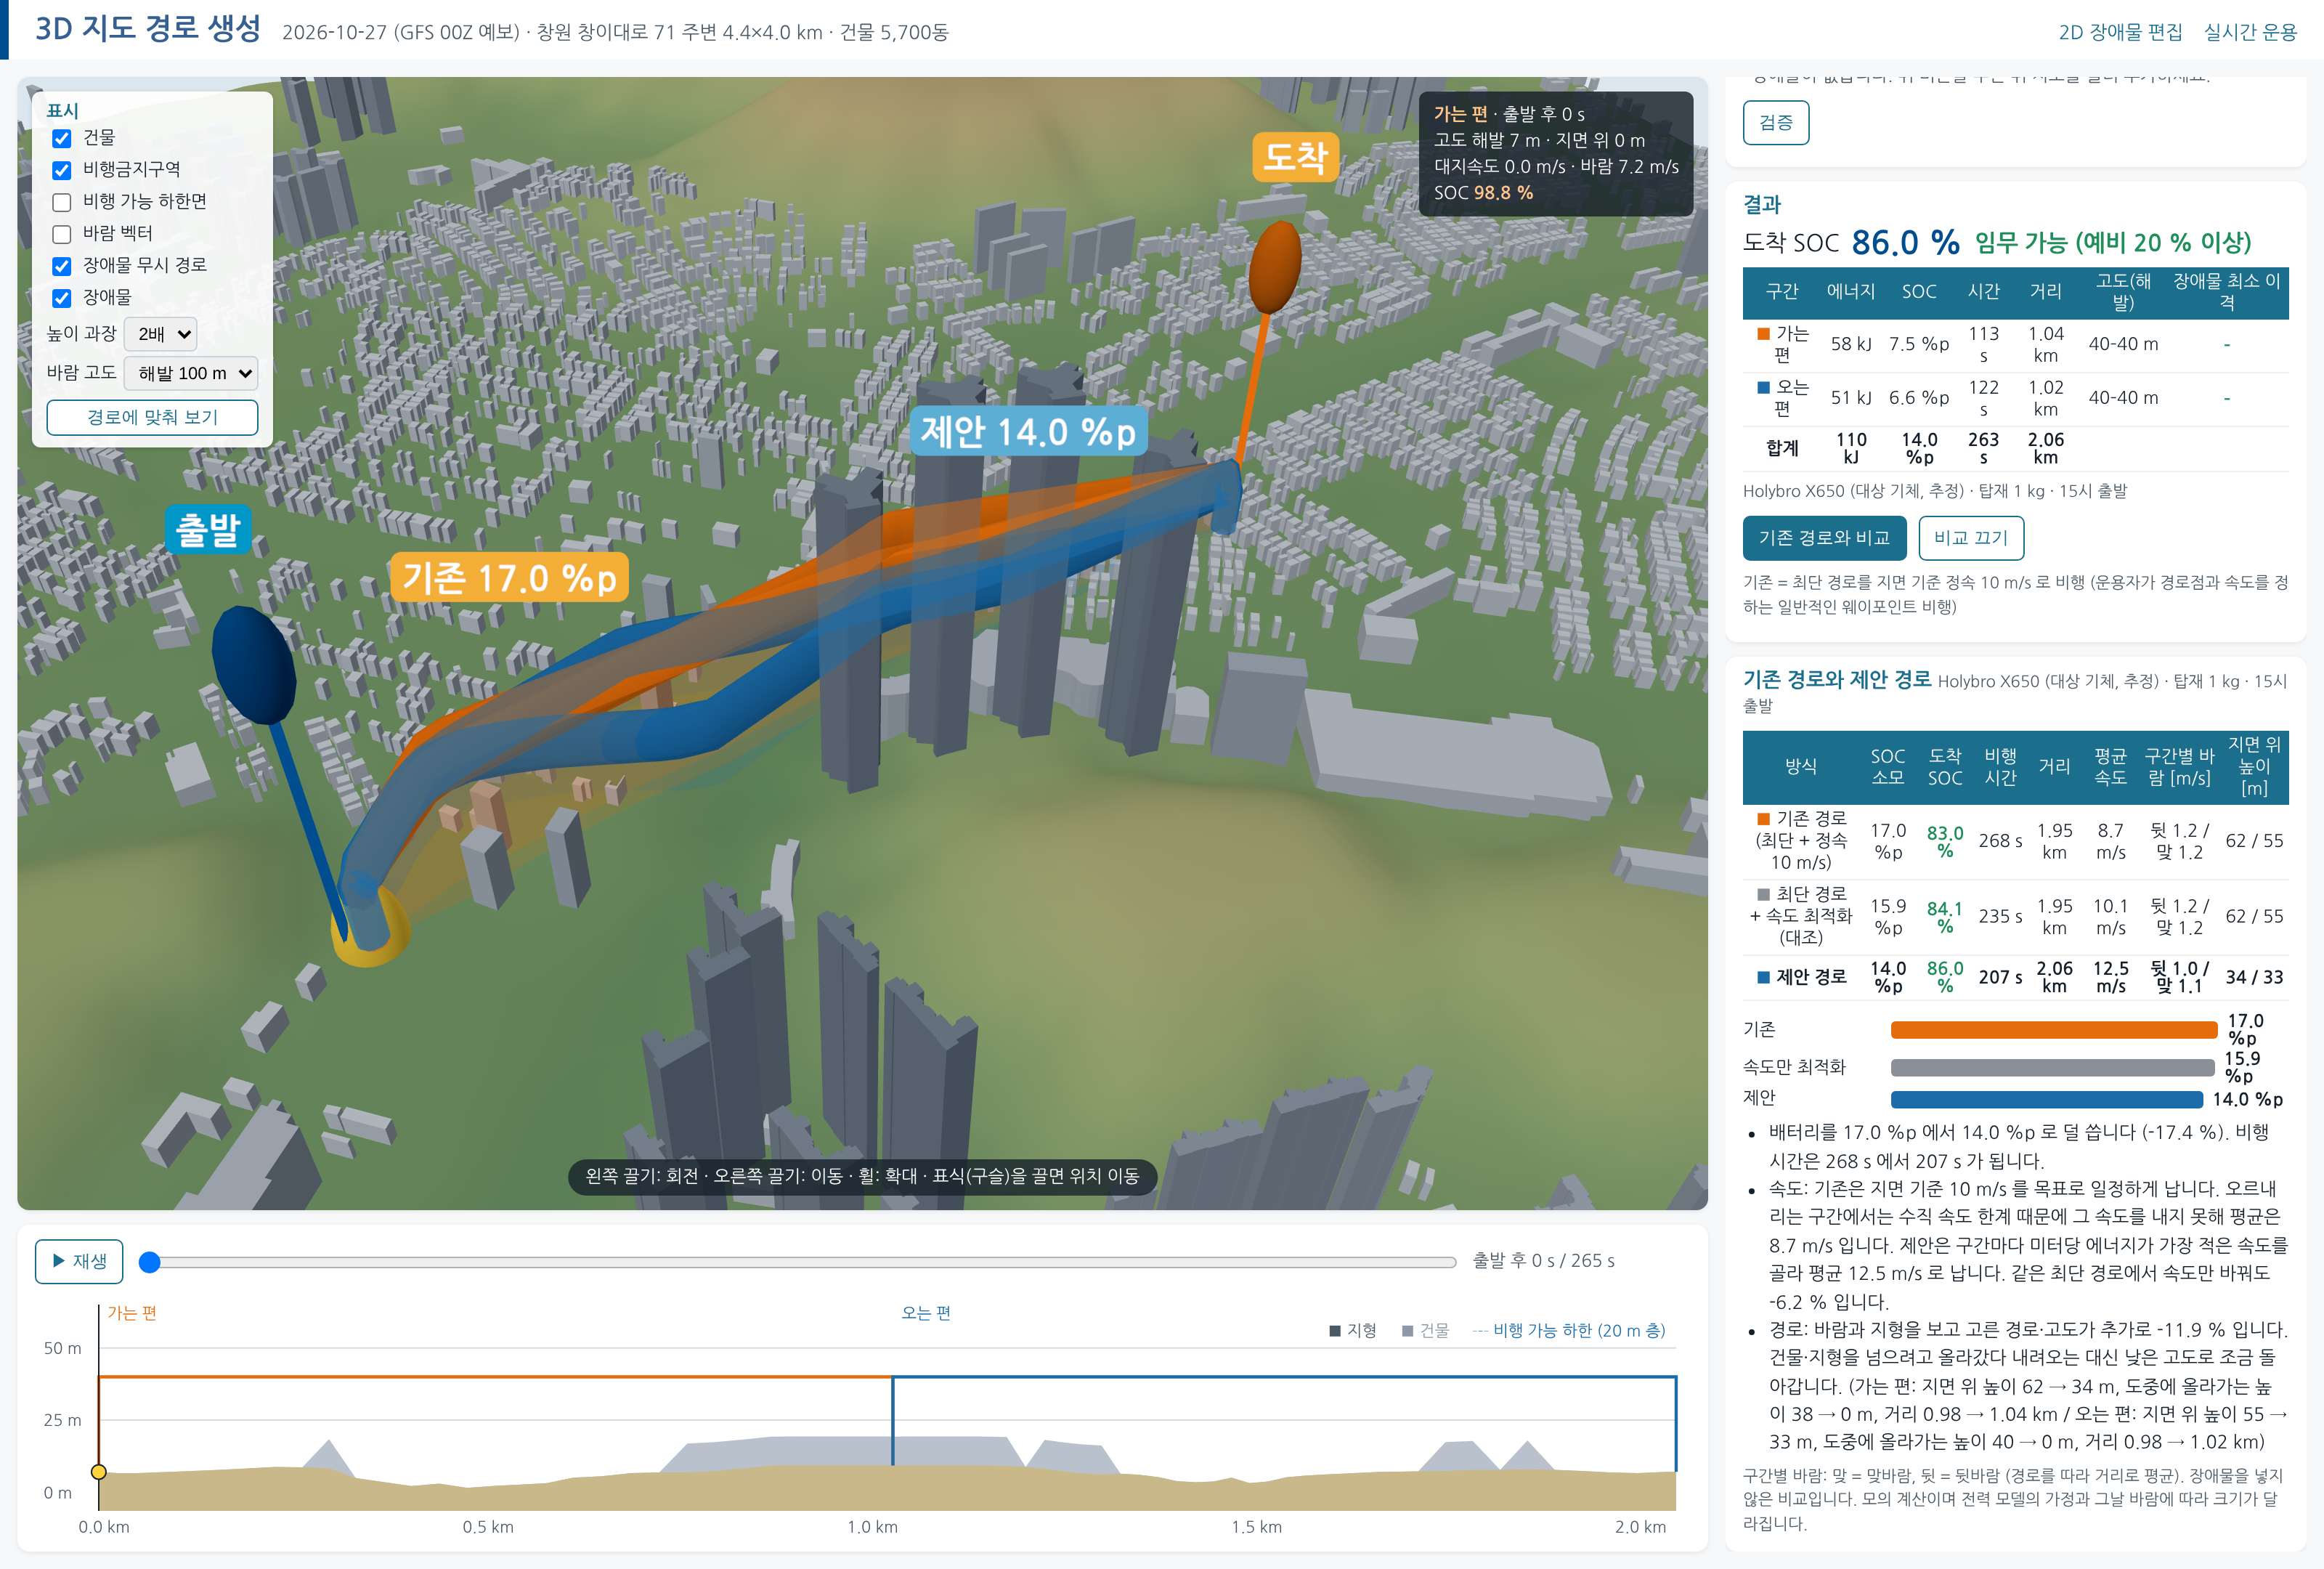 3D 지도 경로 생성
2026-10-27 (GFS 00Z 예보) · 창원 창이대로 71 주변 4.4×4.0 km · 건물 5,700동
2D 장애물 편집
실시간 운용
표시
건물
비행금지구역
비행 가능 하한면
바람 벡터
장애물 무시 경로
장애물
높이 과장 2배
바람 고도 해발 100 m
경로에 맞춰 보기
가는 편 · 출발 후 0 s
고도 해발 7 m · 지면 위 0 m
대지속도 0.0 m/s · 바람 7.2 m/s
SOC 98.8 %
도착
제안 14.0 %p
출발
기존 17.0 %p
왼쪽 끌기: 회전 · 오른쪽 끌기: 이동 · 휠: 확대 · 표식(구슬)을 끌면 위치 이동
▶ 재생
출발 후 0 s / 265 s
가는 편
오는 편
지형
건물
비행 가능 하한 (20 m 층)
50 m
25 m
0 m
0.0 km
0.5 km
1.0 km
1.5 km
2.0 km
검증
결과
도착 SOC 86.0 % 임무 가능 (예비 20 % 이상)
구간 에너지 SOC 시간 거리 고도(해발) 장애물 최소 이격
가는 편 58 kJ 7.5 %p 113 s 1.04 km 40-40 m -
오는 편 51 kJ 6.6 %p 122 s 1.02 km 40-40 m -
합계 110 kJ 14.0 %p 263 s 2.06 km
Holybro X650 (대상 기체, 추정) · 탑재 1 kg · 15시 출발
기존 경로와 비교
비교 끄기
기존 = 최단 경로를 지면 기준 정속 10 m/s 로 비행 (운용자가 경로점과 속도를 정
하는 일반적인 웨이포인트 비행)
기존 경로와 제안 경로 Holybro X650 (대상 기체, 추정) · 탑재 1 kg · 15시
출발
방식 SOC 소모 도착 SOC 비행 시간 거리 평균 속도 구간별 바람 [m/s] 지면 위 높이 [m]
기존 경로 (최단 + 정속 10 m/s) 17.0 %p 83.0 % 268 s 1.95 km 8.7 m/s 뒷 1.2 / 맞 1.2 62 / 55
최단 경로 + 속도 최적화 (대조) 15.9 %p 84.1 % 235 s 1.95 km 10.1 m/s 뒷 1.2 / 맞 1.2 62 / 55
제안 경로 14.0 %p 86.0 % 207 s 2.06 km 12.5 m/s 뒷 1.0 / 맞 1.1 34 / 33
기존 17.0 %p
속도만 최적화 15.9 %p
제안 14.0 %p
• 배터리를 17.0 %p 에서 14.0 %p 로 덜 씁니다 (-17.4 %). 비행
시간은 268 s 에서 207 s 가 됩니다.
• 속도: 기존은 지면 기준 10 m/s 를 목표로 일정하게 납니다. 오르내
리는 구간에서는 수직 속도 한계 때문에 그 속도를 내지 못해 평균은
8.7 m/s 입니다. 제안은 구간마다 미터당 에너지가 가장 적은 속도를
골라 평균 12.5 m/s 로 납니다. 같은 최단 경로에서 속도만 바꿔도
-6.2 % 입니다.
• 경로: 바람과 지형을 보고 고른 경로·고도가 추가로 -11.9 % 입니다.
건물·지형을 넘으려고 올라갔다 내려오는 대신 낮은 고도로 조금 돌
아갑니다. (가는 편: 지면 위 높이 62 → 34 m, 도중에 올라가는 높
이 38 → 0 m, 거리 0.98 → 1.04 km / 오는 편: 지면 위 높이 55 →
33 m, 도중에 올라가는 높이 40 → 0 m, 거리 0.98 → 1.02 km)
구간별 바람: 맞 = 맞바람, 뒷 = 뒷바람 (경로를 따라 거리로 평균). 장애물을 넣지
않은 비교입니다. 모의 계산이며 전력 모델의 가정과 그날 바람에 따라 크기가 달
라집니다.